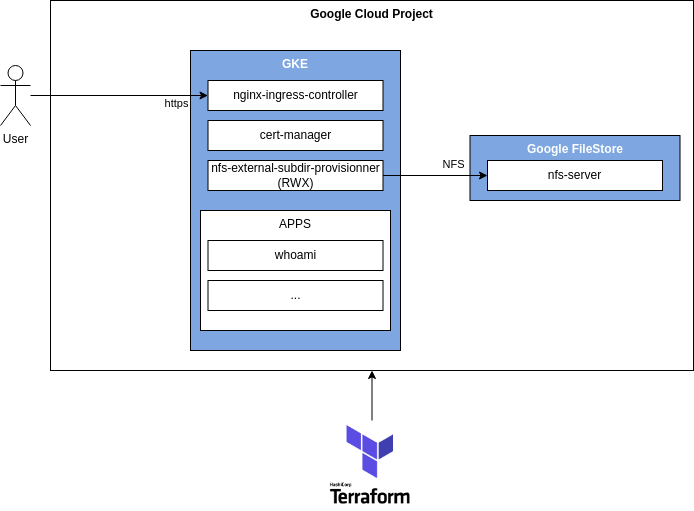 Google Cloud Project
GKE
nginx-ingress-controller
https
User
cert-manager
nfs-external-subdir-provisionner
(RWX)
NFS
Google FileStore
nfs-server
APPS
whoami
...
HashiCorp
Terraform